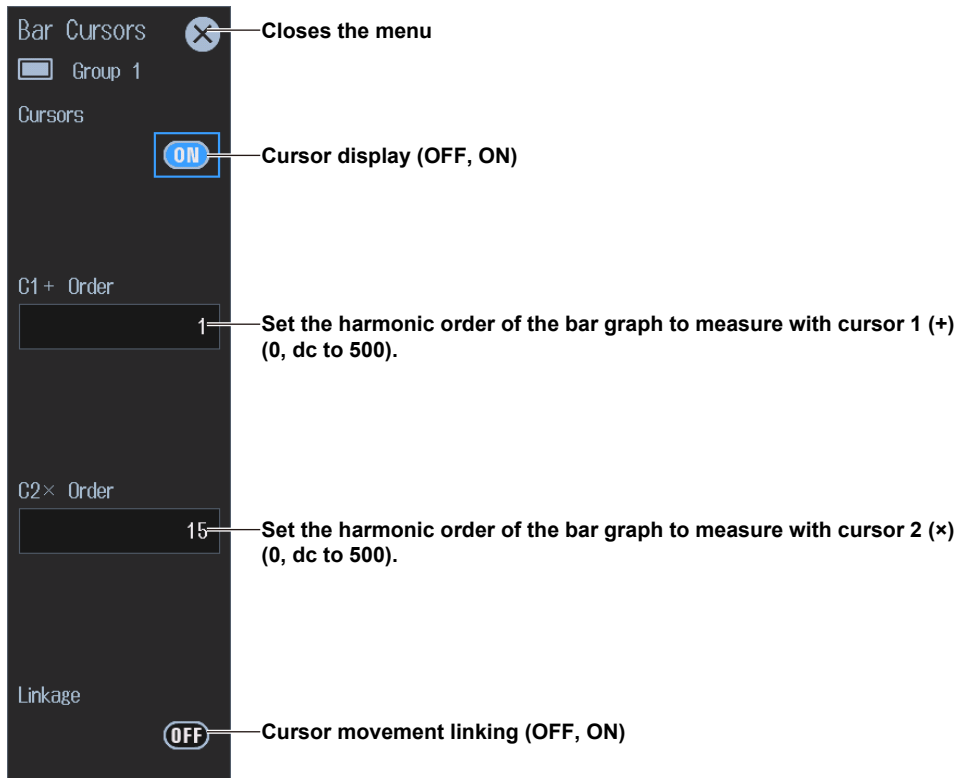 Bar Cursors
Closes the menu
Group 1
Cursors
ON
Cursor display (OFF, ON)
C1+ Order
1
Set the harmonic order of the bar graph to measure with cursor 1 (+)
(0, dc to 500).
C2× Order
15
Set the harmonic order of the bar graph to measure with cursor 2 (×)
(0, dc to 500).
Linkage
OFF
Cursor movement linking (OFF, ON)